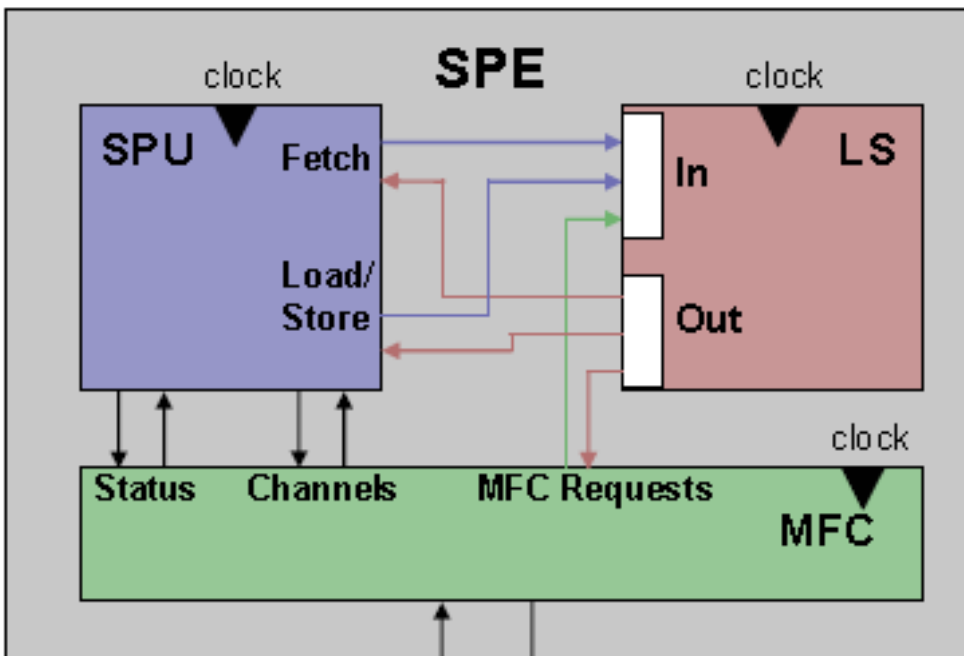 SPE
clock
clock
SPU
LS
Fetch
In
Load/
Store
Out
clock
Status
Channels
MFC Requests
MFC